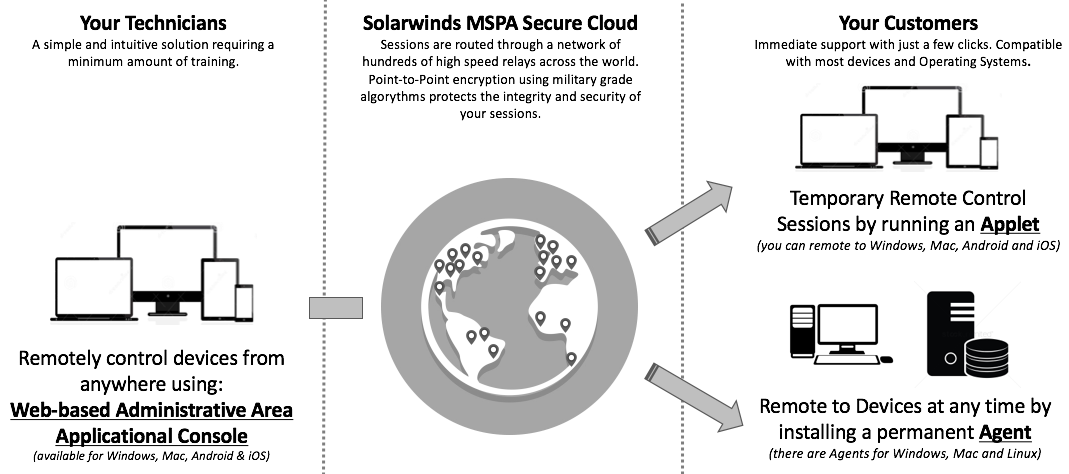 Your Technicians
A simple and intuitive solution requiring a
minimum amount of training.
Remotely control devices from
anywhere using:
Web-based Administrative Area
Applicational Console
(available for Windows, Mac, Android & iOS)
Solarwinds MSPA Secure Cloud
Sessions are routed through a network of
hundreds of high speed relays across the world.
Point-to-Point encryption using military grade
algorythms protects the integrity and security of
your sessions.
Your Customers
Immediate support with just a few clicks. Compatible
with most devices and Operating Systems.
Temporary Remote Control
Sessions by running an Applet
(you can remote to Windows, Mac, Android and iOS)
Remote to Devices at any time by
installing a permanent Agent
(there are Agents for Windows, Mac and Linux)